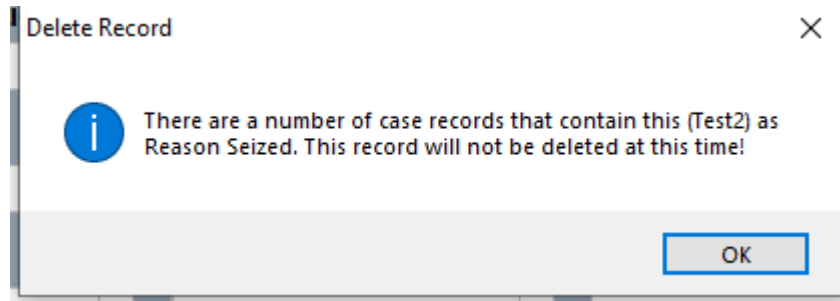 Delete Record
There are a number of case records that contain this (Test2) as
Reason Seized. This record will not be deleted at this time!
OK